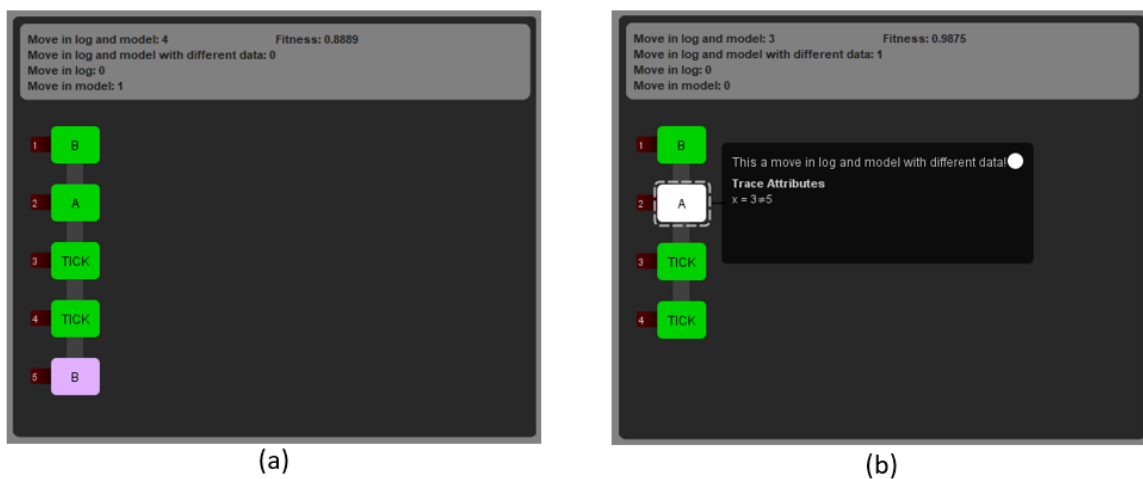 Move in log and model: 4 Fitness: 0.8889
Move in log and model with different data: 0
Move in log: 0
Move in model: 1
1 B
2 A
3 TICK
4 TICK
5 B
(a)
Move in log and model: 3 Fitness: 0.9875
Move in log and model with different data: 1
Move in log: 0
Move in model: 0
1 B
2 A
3 TICK
4 TICK
This a move in log and model with different data!
Trace Attributes
x = 3≠5
(b)